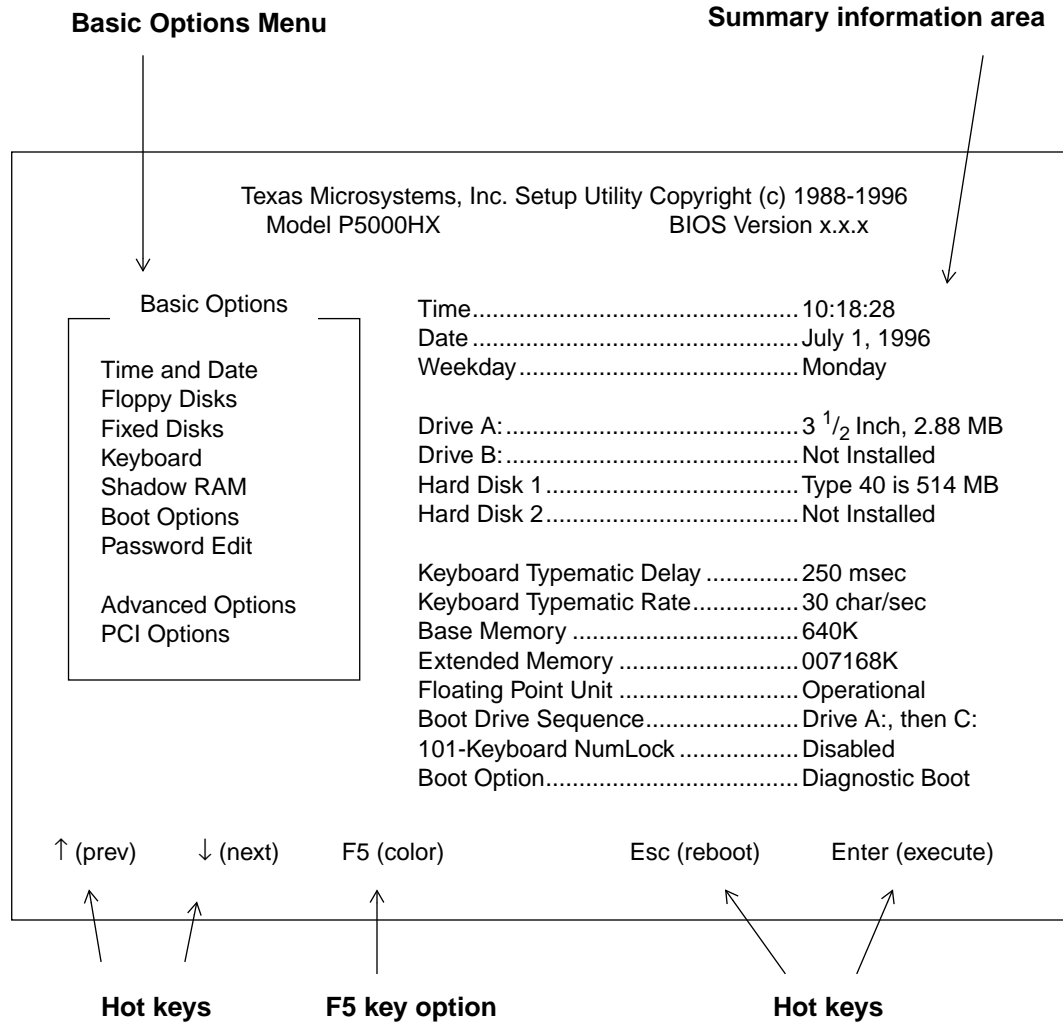 Basic Options Menu
Summary information area
Texas Microsystems, Inc. Setup Utility Copyright (c) 1988-1996
Model P5000HX BIOS Version x.x.x
Basic Options
Time and Date
Floppy Disks
Fixed Disks
Keyboard
Shadow RAM
Boot Options
Password Edit
Advanced Options
PCI Options
Time.................................................10:18:28
Date.................................................July 1, 1996
Weekday..........................................Monday
Drive A:............................................3 1/2 Inch, 2.88 MB
Drive B:............................................Not Installed
Hard Disk 1......................................Type 40 is 514 MB
Hard Disk 2......................................Not Installed
Keyboard Typematic Delay ..............250 msec
Keyboard Typematic Rate................30 char/sec
Base Memory ..................................640K
Extended Memory ...........................007168K
Floating Point Unit ...........................Operational
Boot Drive Sequence.......................Drive A:, then C:
101-Keyboard NumLock ..................Disabled
Boot Option......................................Diagnostic Boot
↑ (prev) ↓ (next) F5 (color) Esc (reboot) Enter (execute)
Hot keys F5 key option Hot keys